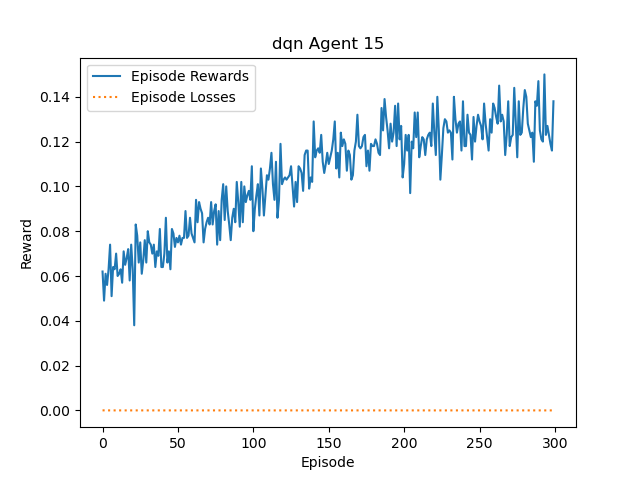 dqn Agent 15
Episode Rewards
Episode Losses
Reward
0.14
0.12
0.10
0.08
0.06
0.04
0.02
0.00
0 50 100 150 200 250 300
Episode